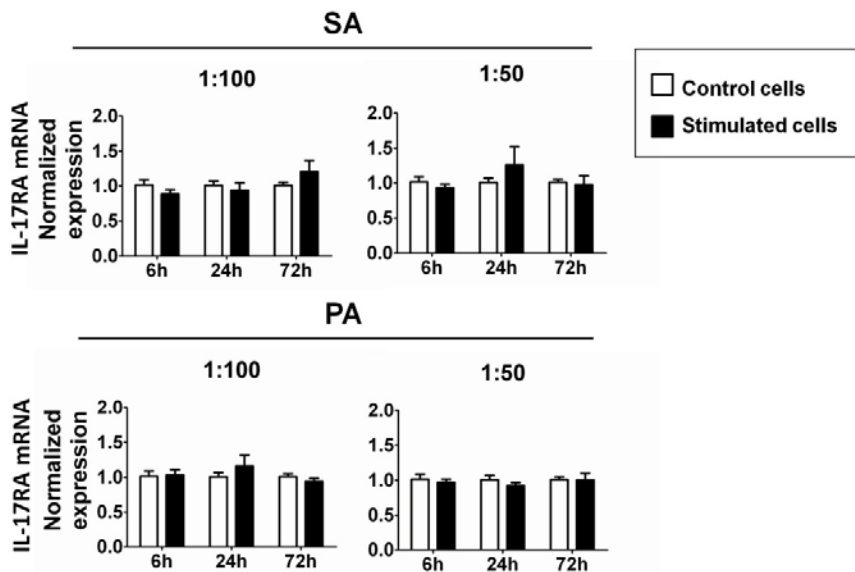 SA
1:100
1:50
Control cells
Stimulated cells
IL-17RA mRNA
Normalized
expression
2.0
1.5
1.0
0.5
0.0
6h 24h 72h
2.0
1.5
1.0
0.5
0.0
6h 24h 72h
PA
1:100
1:50
IL-17RA mRNA
Normalized
expression
2.0
1.5
1.0
0.5
0.0
6h 24h 72h
2.0
1.5
1.0
0.5
0.0
6h 24h 72h